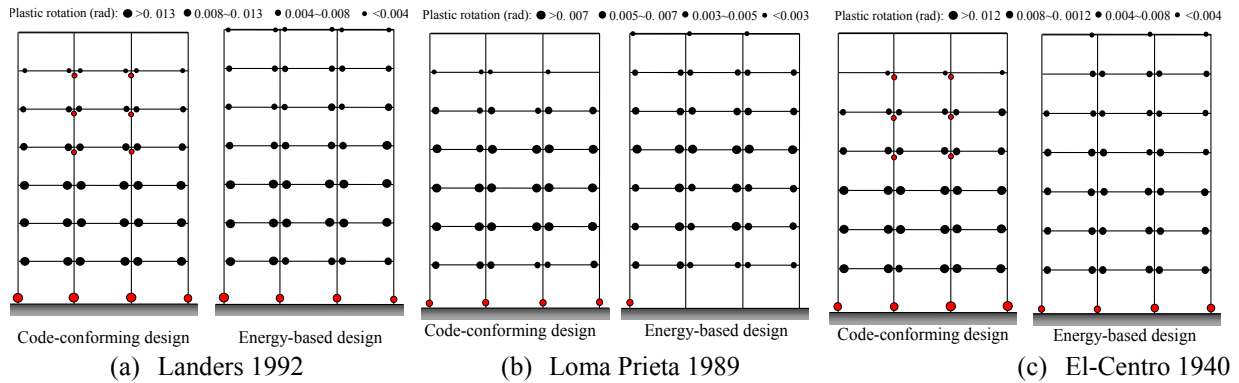 Plastic rotation (rad): ●>0. 013 ●0.008~0. 013 ●0.004~0.008 ●<0.004
Plastic rotation (rad): ●>0. 007 ●0.005~0. 007 ●0.003~0.005 ●<0.003
Plastic rotation (rad): ●>0. 012 ●0.008~0. 0012 ●0.004~0.008 ●<0.004
Code-conforming design
Energy-based design
Code-conforming design
Energy-based design
Code-conforming design
Energy-based design
(a) Landers 1992
(b) Loma Prieta 1989
(c) El-Centro 1940